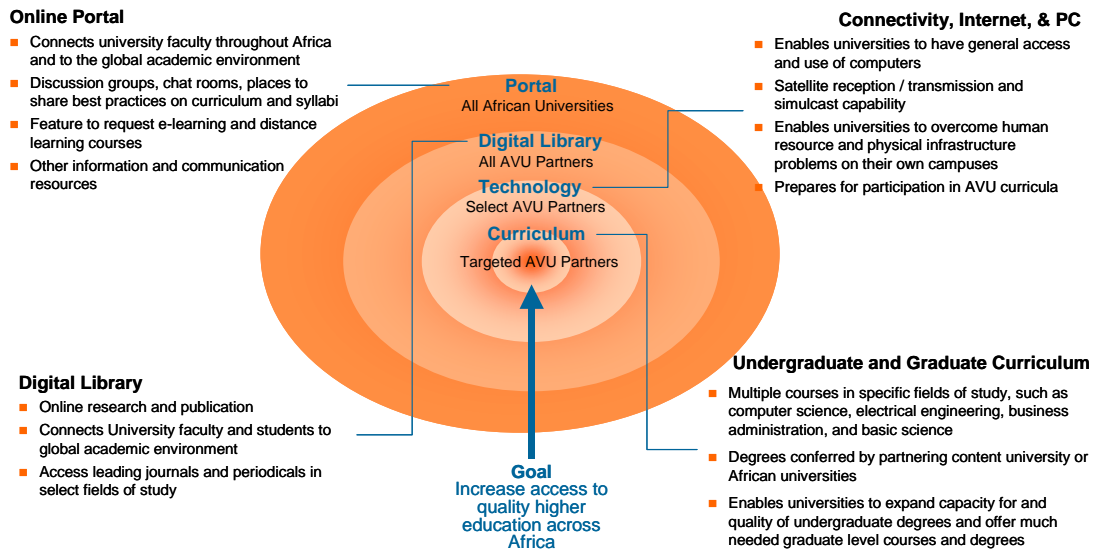 Online Portal
Connects university faculty throughout Africa
and to the global academic environment
Discussion groups, chat rooms, places to
share best practices on curriculum and syllabi
Feature to request e-learning and distance
learning courses
Other information and communication
resources
Connectivity, Internet, & PC
Enables universities to have general access
and use of computers
Satellite reception / transmission and
simulcast capability
Enables universities to overcome human
resource and physical infrastructure
problems on their own campuses
Prepares for participation in AVU curricula
Portal
All African Universities
Digital Library
All AVU Partners
Technology
Select AVU Partners
Curriculum
Targeted AVU Partners
Digital Library
Online research and publication
Connects University faculty and students to
global academic environment
Access leading journals and periodicals in
select fields of study
Goal
Increase access to
quality higher
education across
Africa
Undergraduate and Graduate Curriculum
Multiple courses in specific fields of study, such as
computer science, electrical engineering, business
administration, and basic science
Degrees conferred by partnering content university or
African universities
Enables universities to expand capacity for and
quality of undergraduate degrees and offer much
needed graduate level courses and degrees